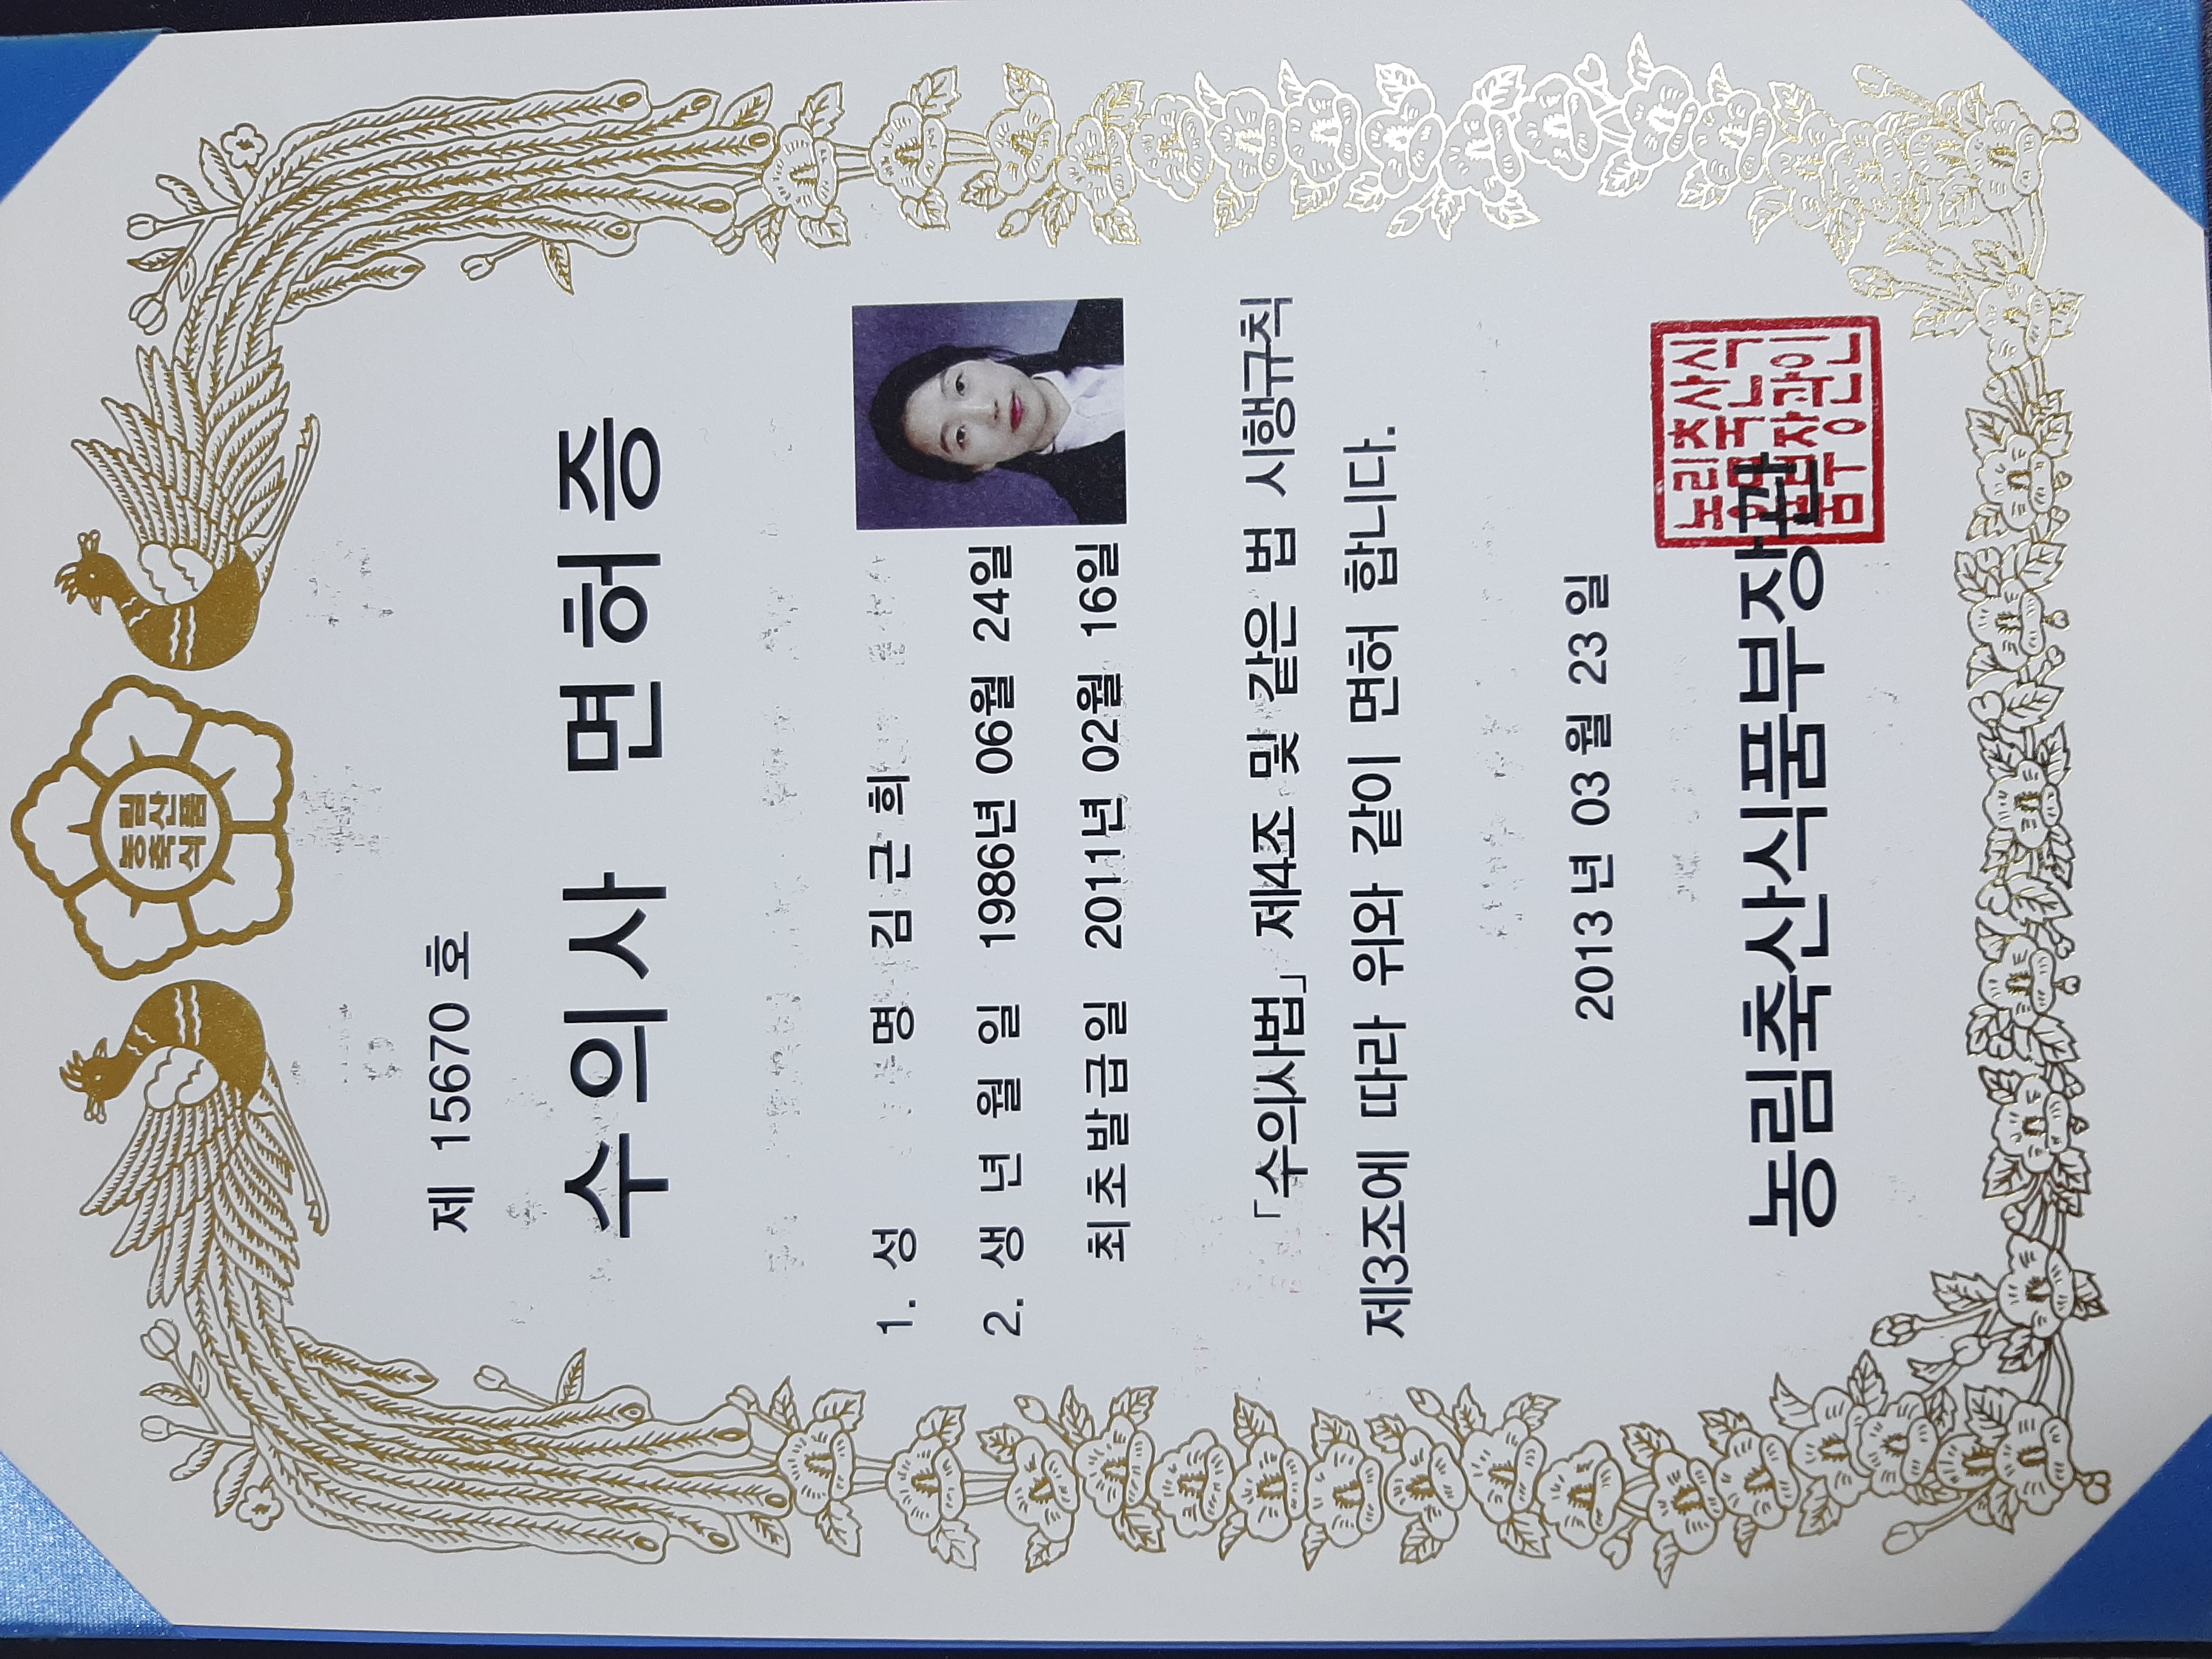 농림
축산
식품
제 15670 호
수의사 면허증
1. 성 명 김 근 희
2. 생 년 월 일 1986년 06월 24일
최초발급일 2011년 02월 16일
「수의사법」 제4조 및 같은 법 시행규칙
제3조에 따라 위와 같이 면허 합니다.
2013 년 03 월 23 일
농림축산식품부장관
농림축산식
품부장관인